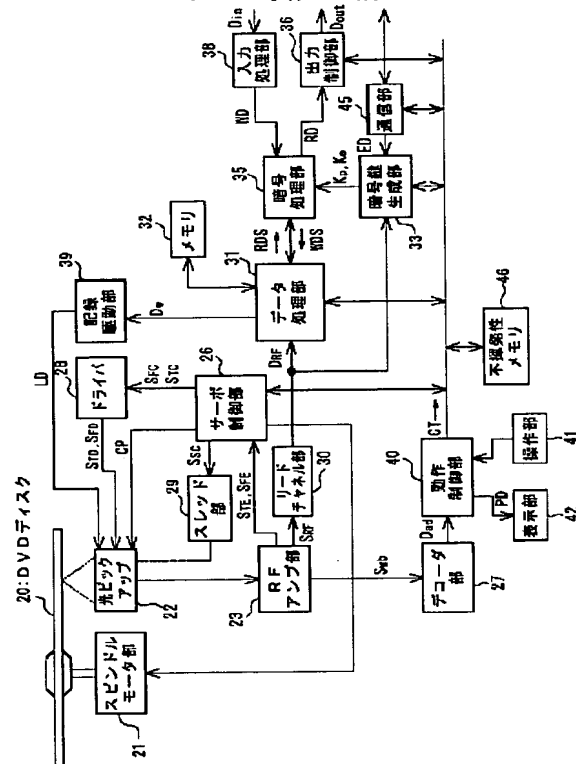 20:DVDディスク
スピンドル
モータ部
21
光ピック
アップ
22
LD
STD,SFD
CP
ドライバ
28
記録
駆動部
39
DW
SFC
STC
スレッド
部
29
SSC
サーボ
制御部
26
STE,SFE
RF
アンプ部
23
SRF
リード
チャネル部
30
DRF
データ
処理部
31
メモリ
32
RDS
WDS
暗号
処理部
35
WD
RD
入力
処理部
38
Din
出力
制御部
36
Dout
KD,Ke
暗号鍵
生成部
33
ED
通信部
45
SWb
デコーダ
部
27
Dad
動作
制御部
40
CT
PD
表示部
42
操作部
41
不揮発性
メモリ
46